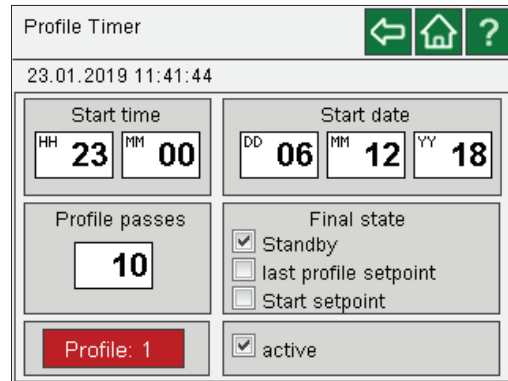 Profile Timer
?
23.01.2019 11:41:44
Start time
HH 23 MM 00
Start date
DD 06 MM 12 YY 18
Profile passes
10
Final state
Standby
last profile setpoint
Start setpoint
Profile: 1
active